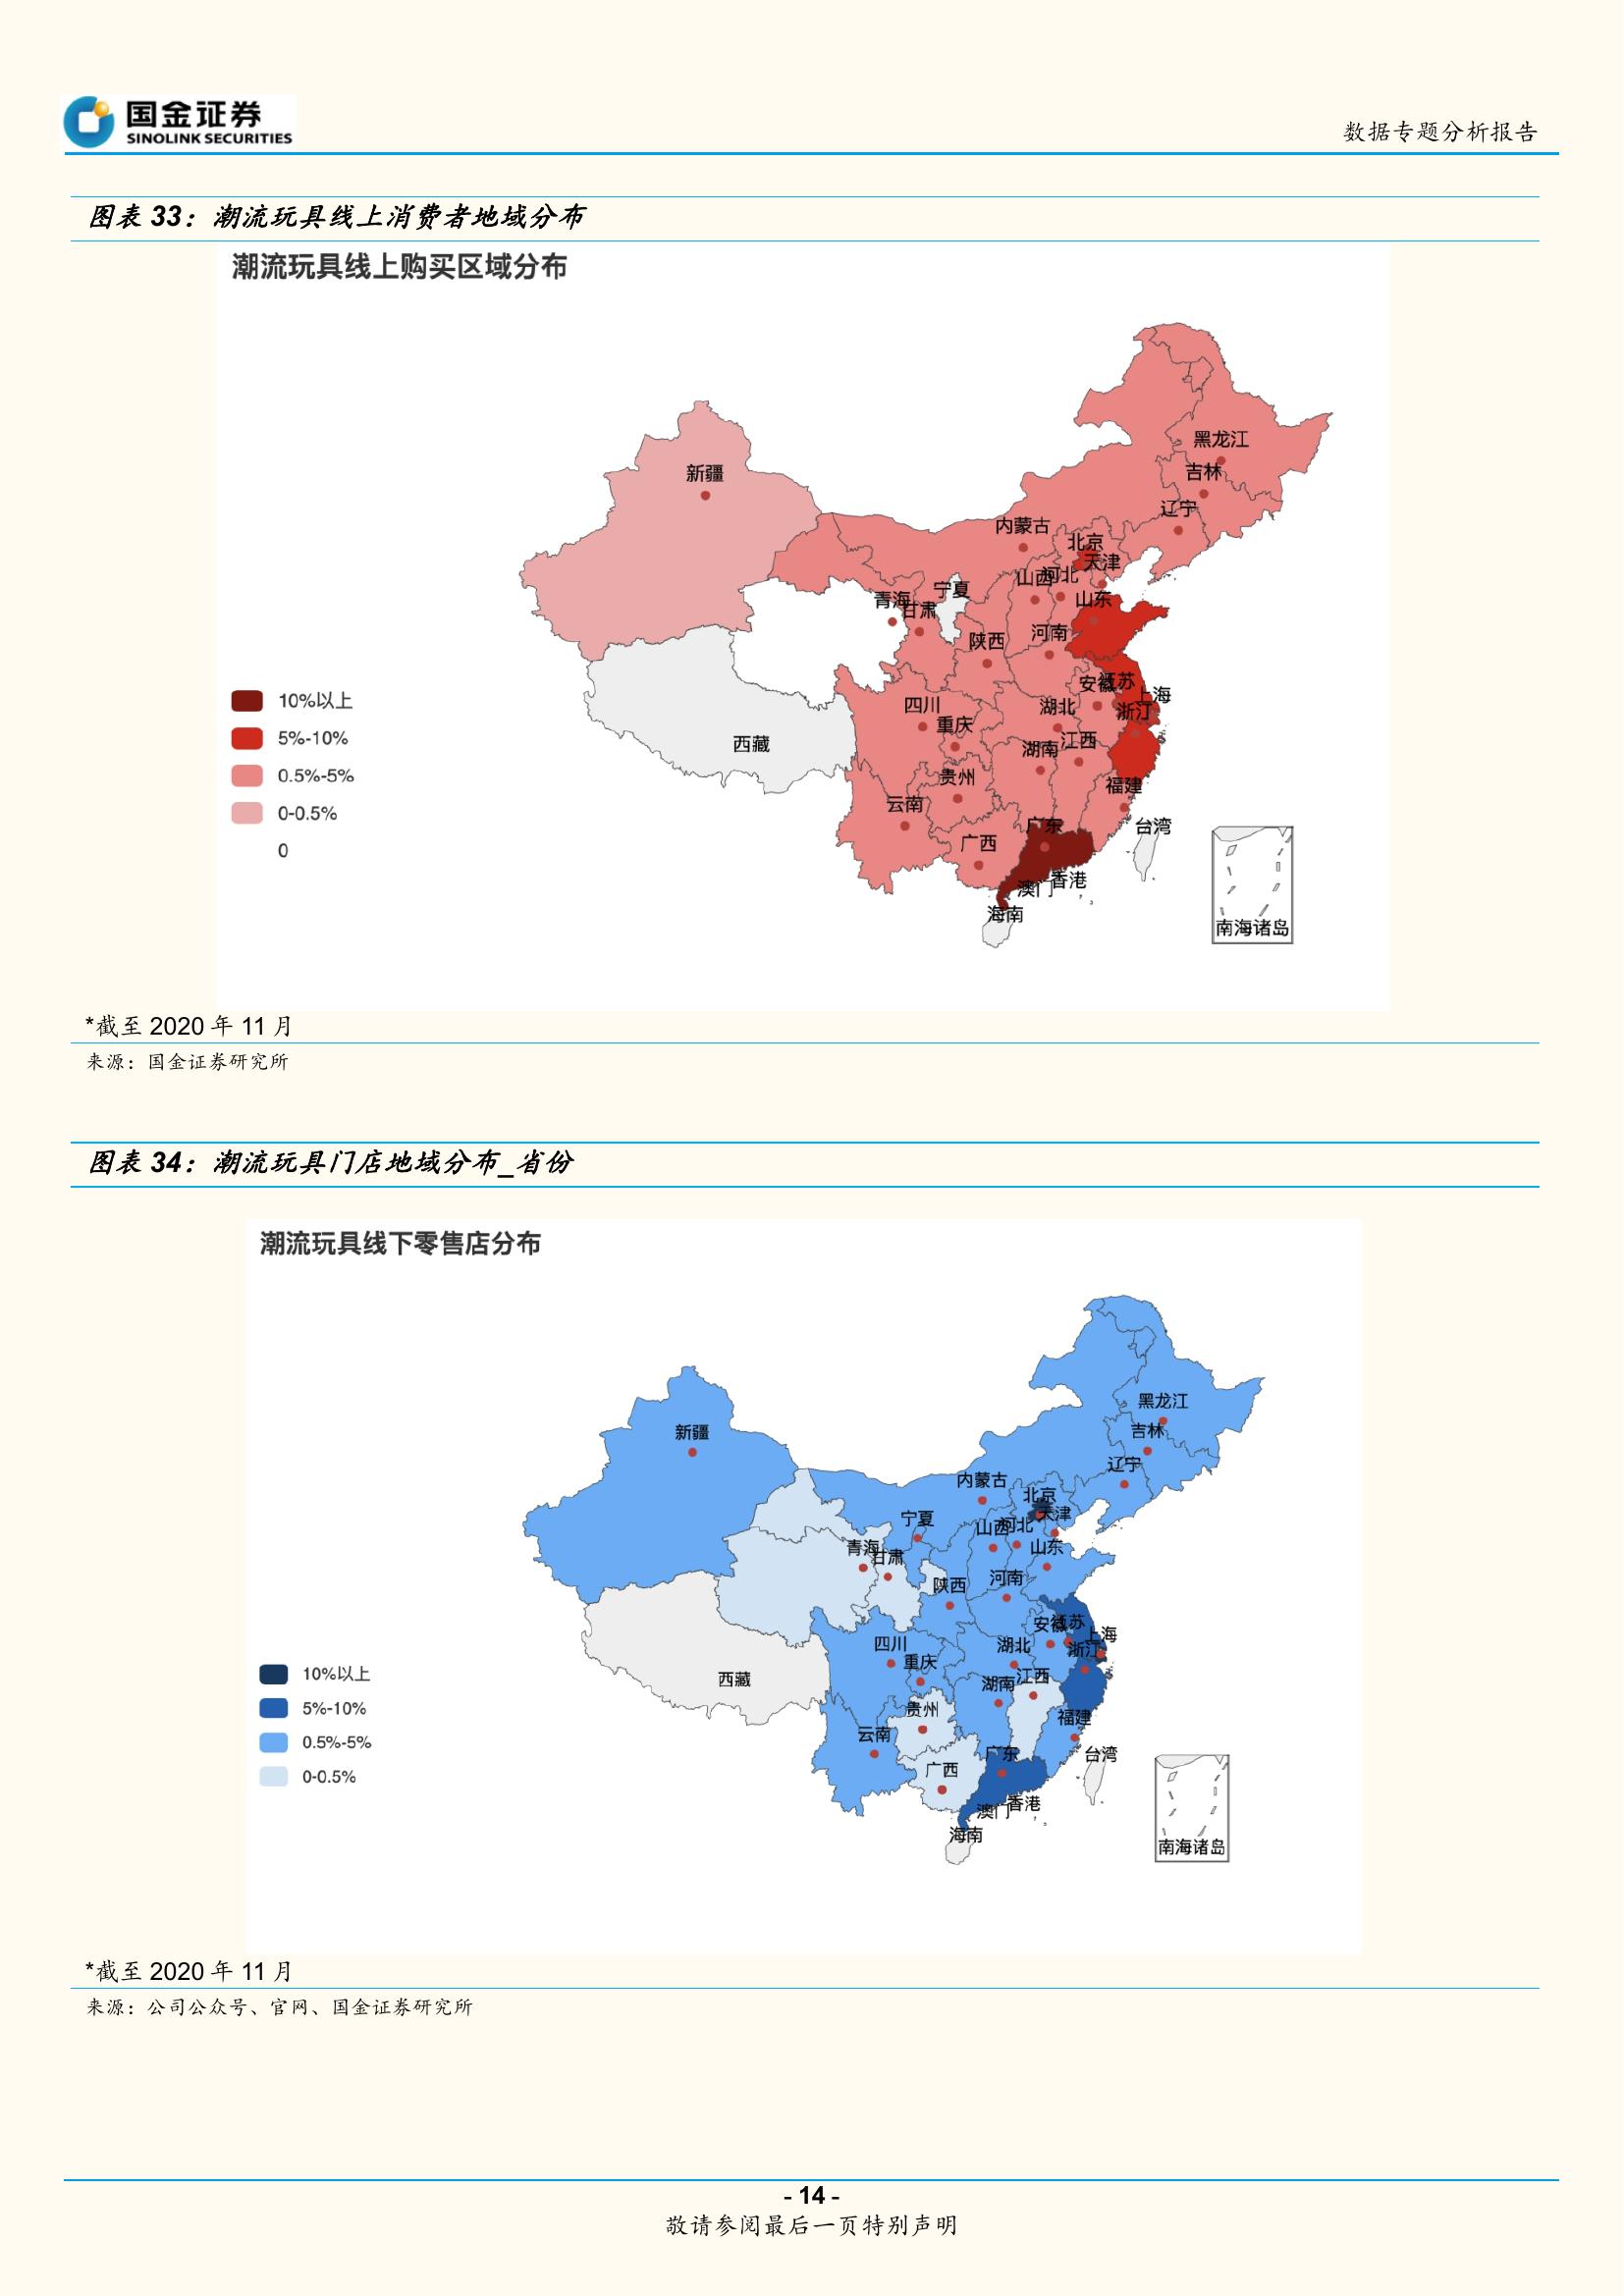 国金证券
SINOLINK SECURITIES
数据专题分析报告
图表 33：潮流玩具线上消费者地域分布
潮流玩具线上购买区域分布
黑龙江
新疆
吉林
辽宁
内蒙古
北京
天津
山西
河北
宁夏
青海
甘肃
山东
河南
陕西
安徽
江苏
上海
四川
湖北
浙江
重庆
湖南
江西
西藏
贵州
福建
云南
广东
台湾
广西
香港
澳门
海南
南海诸岛
10%以上
5%-10%
0.5%-5%
0-0.5%
0
*截至 2020 年 11 月
来源：国金证券研究所
图表 34：潮流玩具门店地域分布_省份
潮流玩具线下零售店分布
黑龙江
新疆
吉林
辽宁
内蒙古
北京
天津
宁夏
山西
河北
青海
甘肃
山东
陕西
河南
安徽
江苏
上海
四川
湖北
浙江
重庆
湖南
江西
西藏
贵州
福建
云南
广东
台湾
广西
香港
澳门
海南
南海诸岛
10%以上
5%-10%
0.5%-5%
0-0.5%
*截至 2020 年 11 月
来源：公司公众号、官网、国金证券研究所
- 14 -
敬请参阅最后一页特别声明